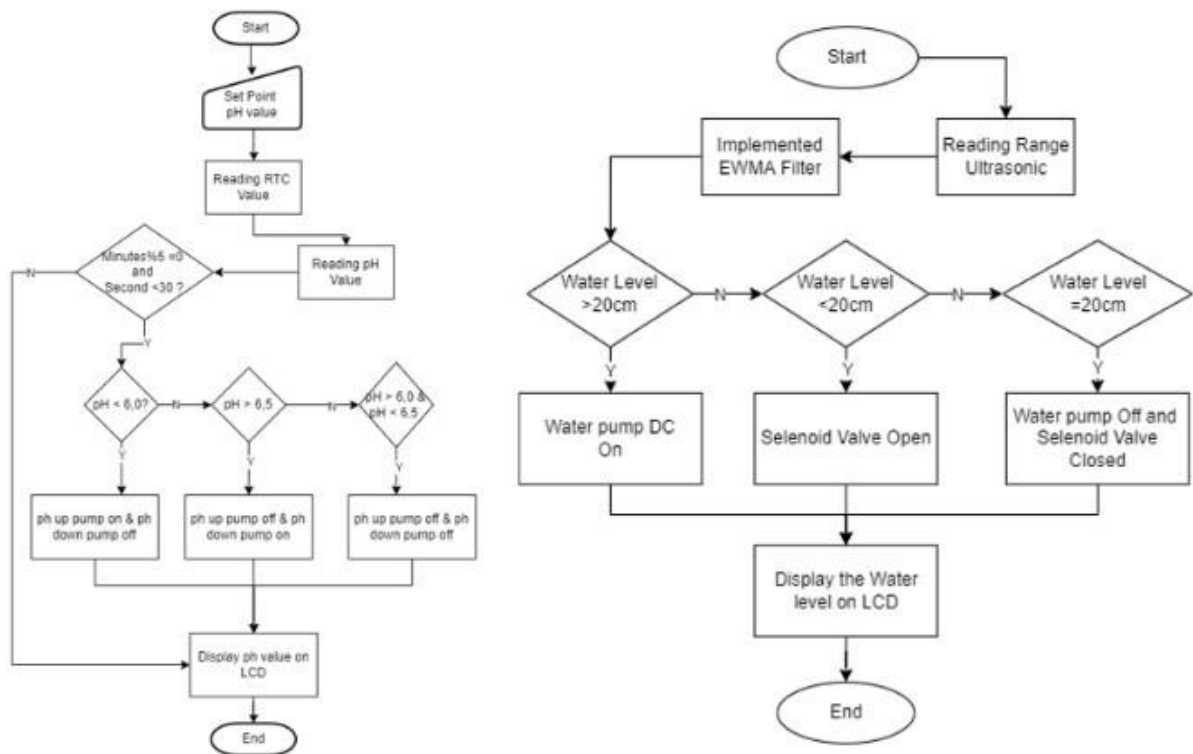 Start
Set Point
pH value
Reading RTC
Value
Reading pH
Value
Minutes%5 =0
and
Second <30 ?
N
Y
pH < 6,0?
N
pH > 6,5
N
pH > 6,0 &
pH < 6,5
Y
Y
Y
ph up pump on & ph
down pump off
ph up pump off & ph
down pump on
ph up pump off & ph
down pump off
Display ph value on
LCD
End
Start
Reading Range
Ultrasonic
Implemented
EWMA Filter
Water Level
>20cm
N
Water Level
<20cm
N
Water Level
=20cm
Y
Y
Y
Water pump DC
On
Selenoid Valve Open
Water pump Off and
Selenoid Valve
Closed
Display the Water
level on LCD
End